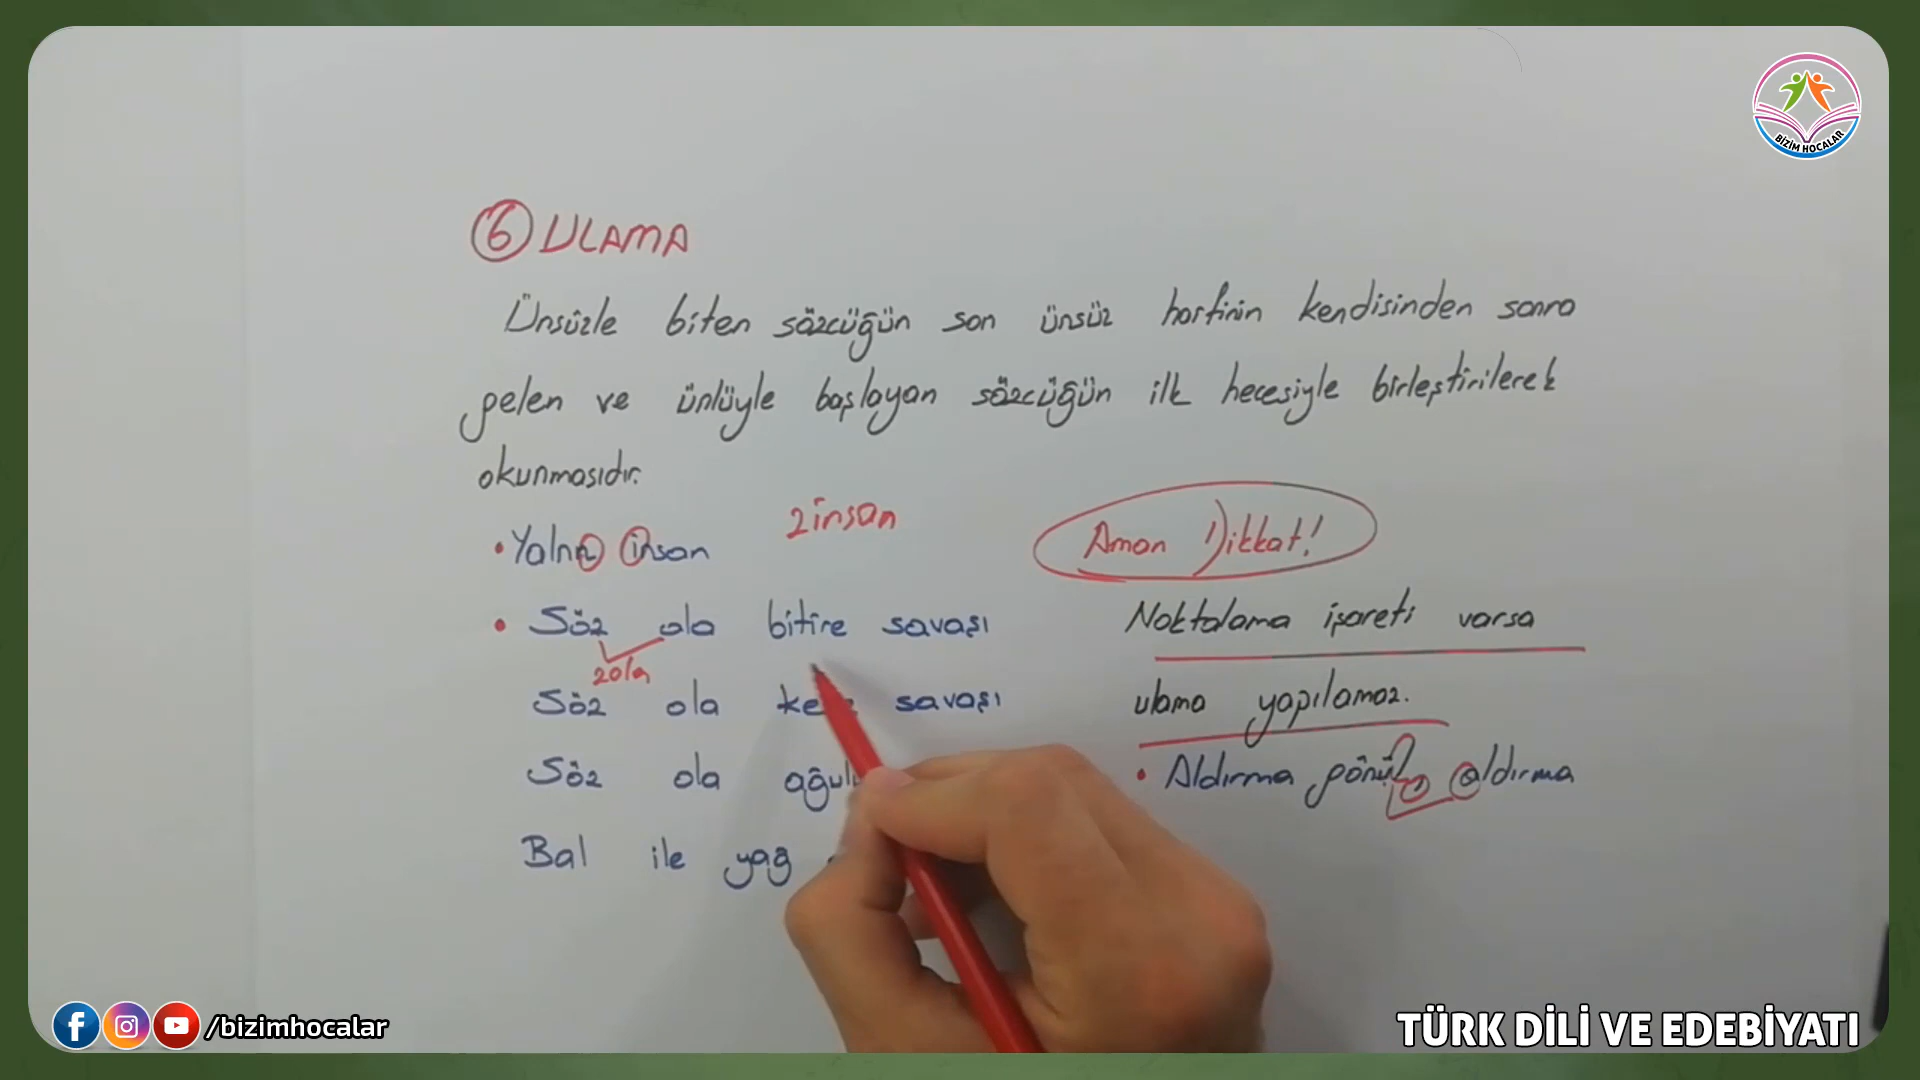 BİZİM HOCALAR
6 ULAMA
Ünsüzle biten sözcüğün son ünsüz harfinin kendisinden sonra
gelen ve ünlüyle başlayan sözcüğün ilk hecesiyle birleştirilerek
okunmasıdır.
• Yalnız insan
zinsan
• Söz ola bitire savaşı
zola
Söz ola savaşı
Söz ola
Bal ile yağ
Aman Dikkat!
Noktalama işareti varsa
ulama yapılamaz.
• Aldırma gönül, aldırma
/bizimhocalar
TÜRK DİLİ VE EDEBİYATI